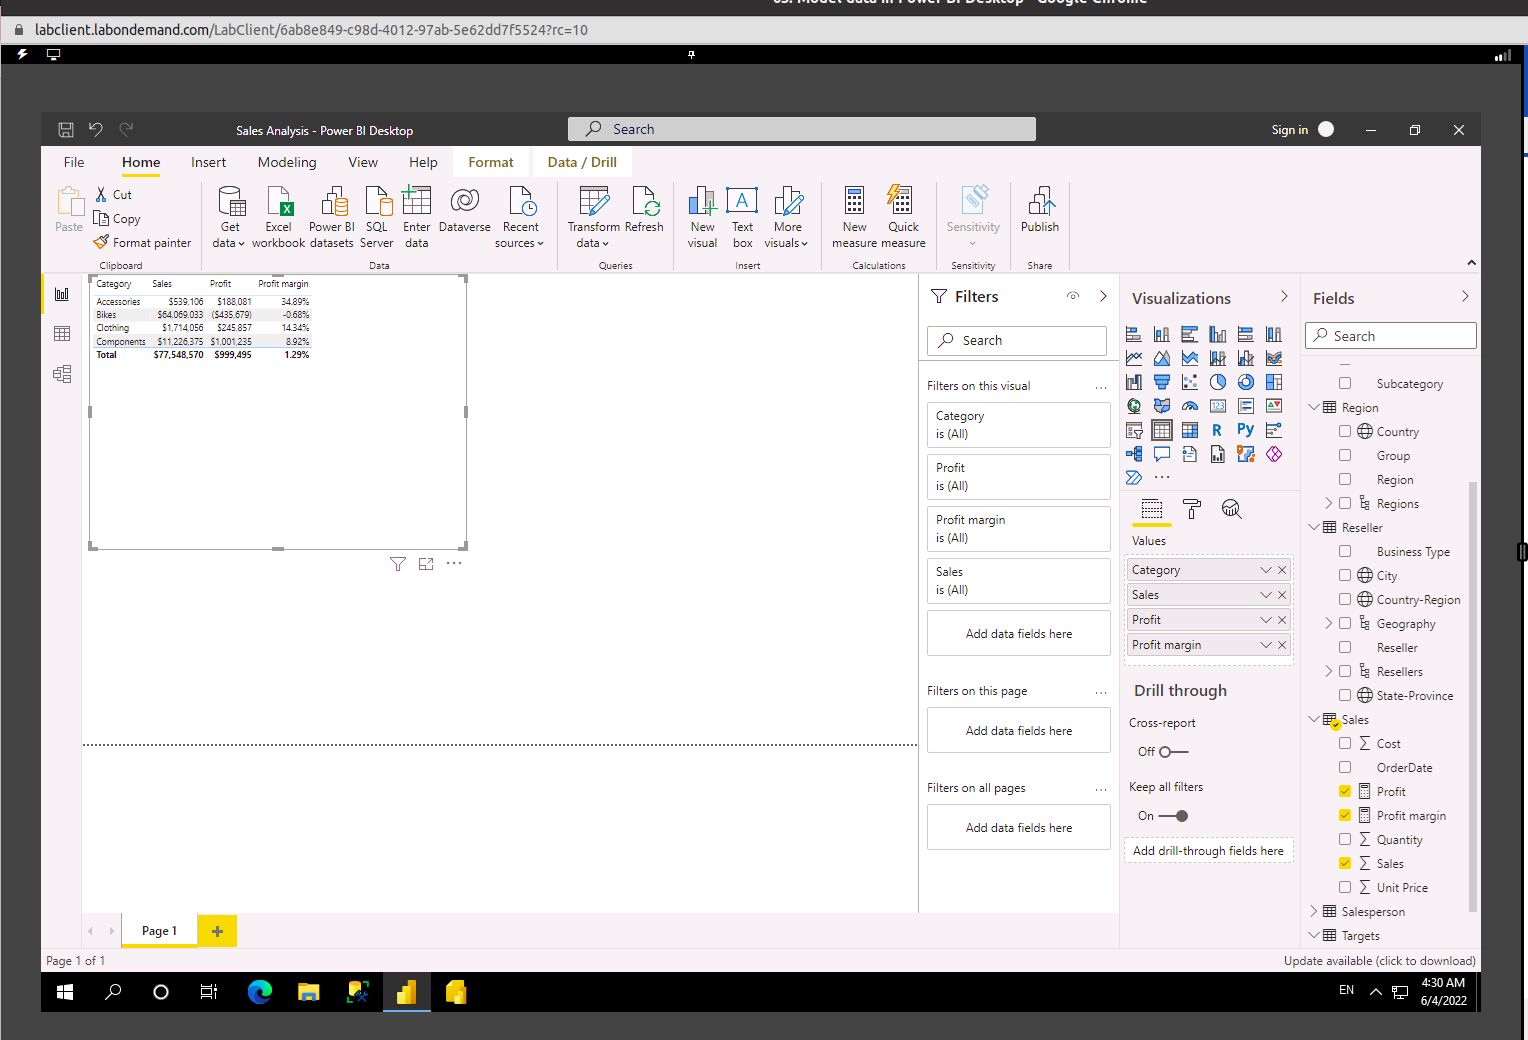 03. Model data in Power BI Desktop - Google Chrome
labclient.labondemand.com/LabClient/6ab8e849-c98d-4012-97ab-5e62dd7f5524?rc=10
Sales Analysis - Power BI Desktop
Search
Sign in
File Home Insert Modeling View Help Format Data / Drill
Paste
Cut
Copy
Format painter
Get data
Excel workbook
Power BI datasets
SQL Server
Enter data
Dataverse
Recent sources
Transform data
Refresh
New visual
Text box
More visuals
New measure
Quick measure
Sensitivity
Publish
Clipboard Data Queries Insert Calculations Sensitivity Share
Category Sales Profit Profit margin
Accessories $539,106 $188,081 34.89%
Bikes $64,069,033 ($435,679) -0.68%
Clothing $1,714,056 $245,857 14.34%
Components $11,226,375 $1,001,235 8.92%
Total $77,548,570 $999,495 1.29%
Filters
Search
Filters on this visual ...
Category
is (All)
Profit
is (All)
Profit margin
is (All)
Sales
is (All)
Add data fields here
Filters on this page ...
Add data fields here
Filters on all pages ...
Add data fields here
Visualizations
123
R
Py
...
Values
Category
Sales
Profit
Profit margin
Drill through
Cross-report
Off
Keep all filters
On
Add drill-through fields here
Fields
Search
Subcategory
Region
Country
Group
Region
Regions
Reseller
Business Type
City
Country-Region
Geography
Reseller
Resellers
State-Province
Sales
Cost
OrderDate
Profit
Profit margin
Quantity
Sales
Unit Price
Salesperson
Targets
Page 1
Page 1 of 1
Update available (click to download)
EN
4:30 AM
6/4/2022